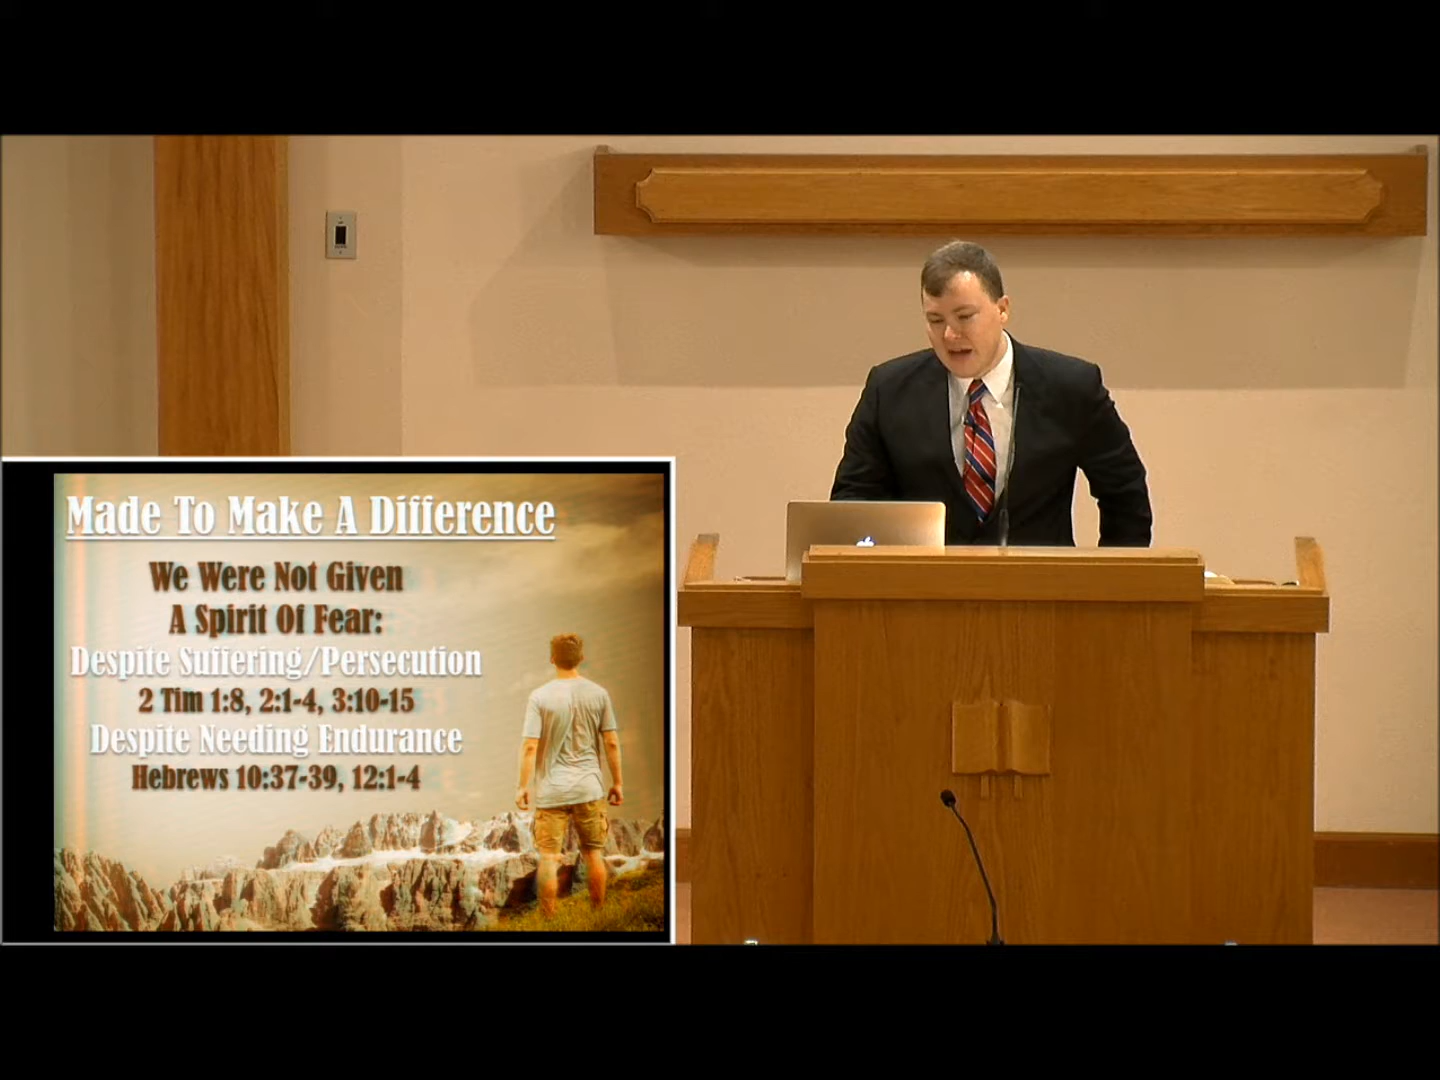 Made To Make A Difference
We Were Not Given
A Spirit Of Fear:
Despite Suffering/Persecution
2 Tim 1:8, 2:1-4, 3:10-15
Despite Needing Endurance
Hebrews 10:37-39, 12:1-4